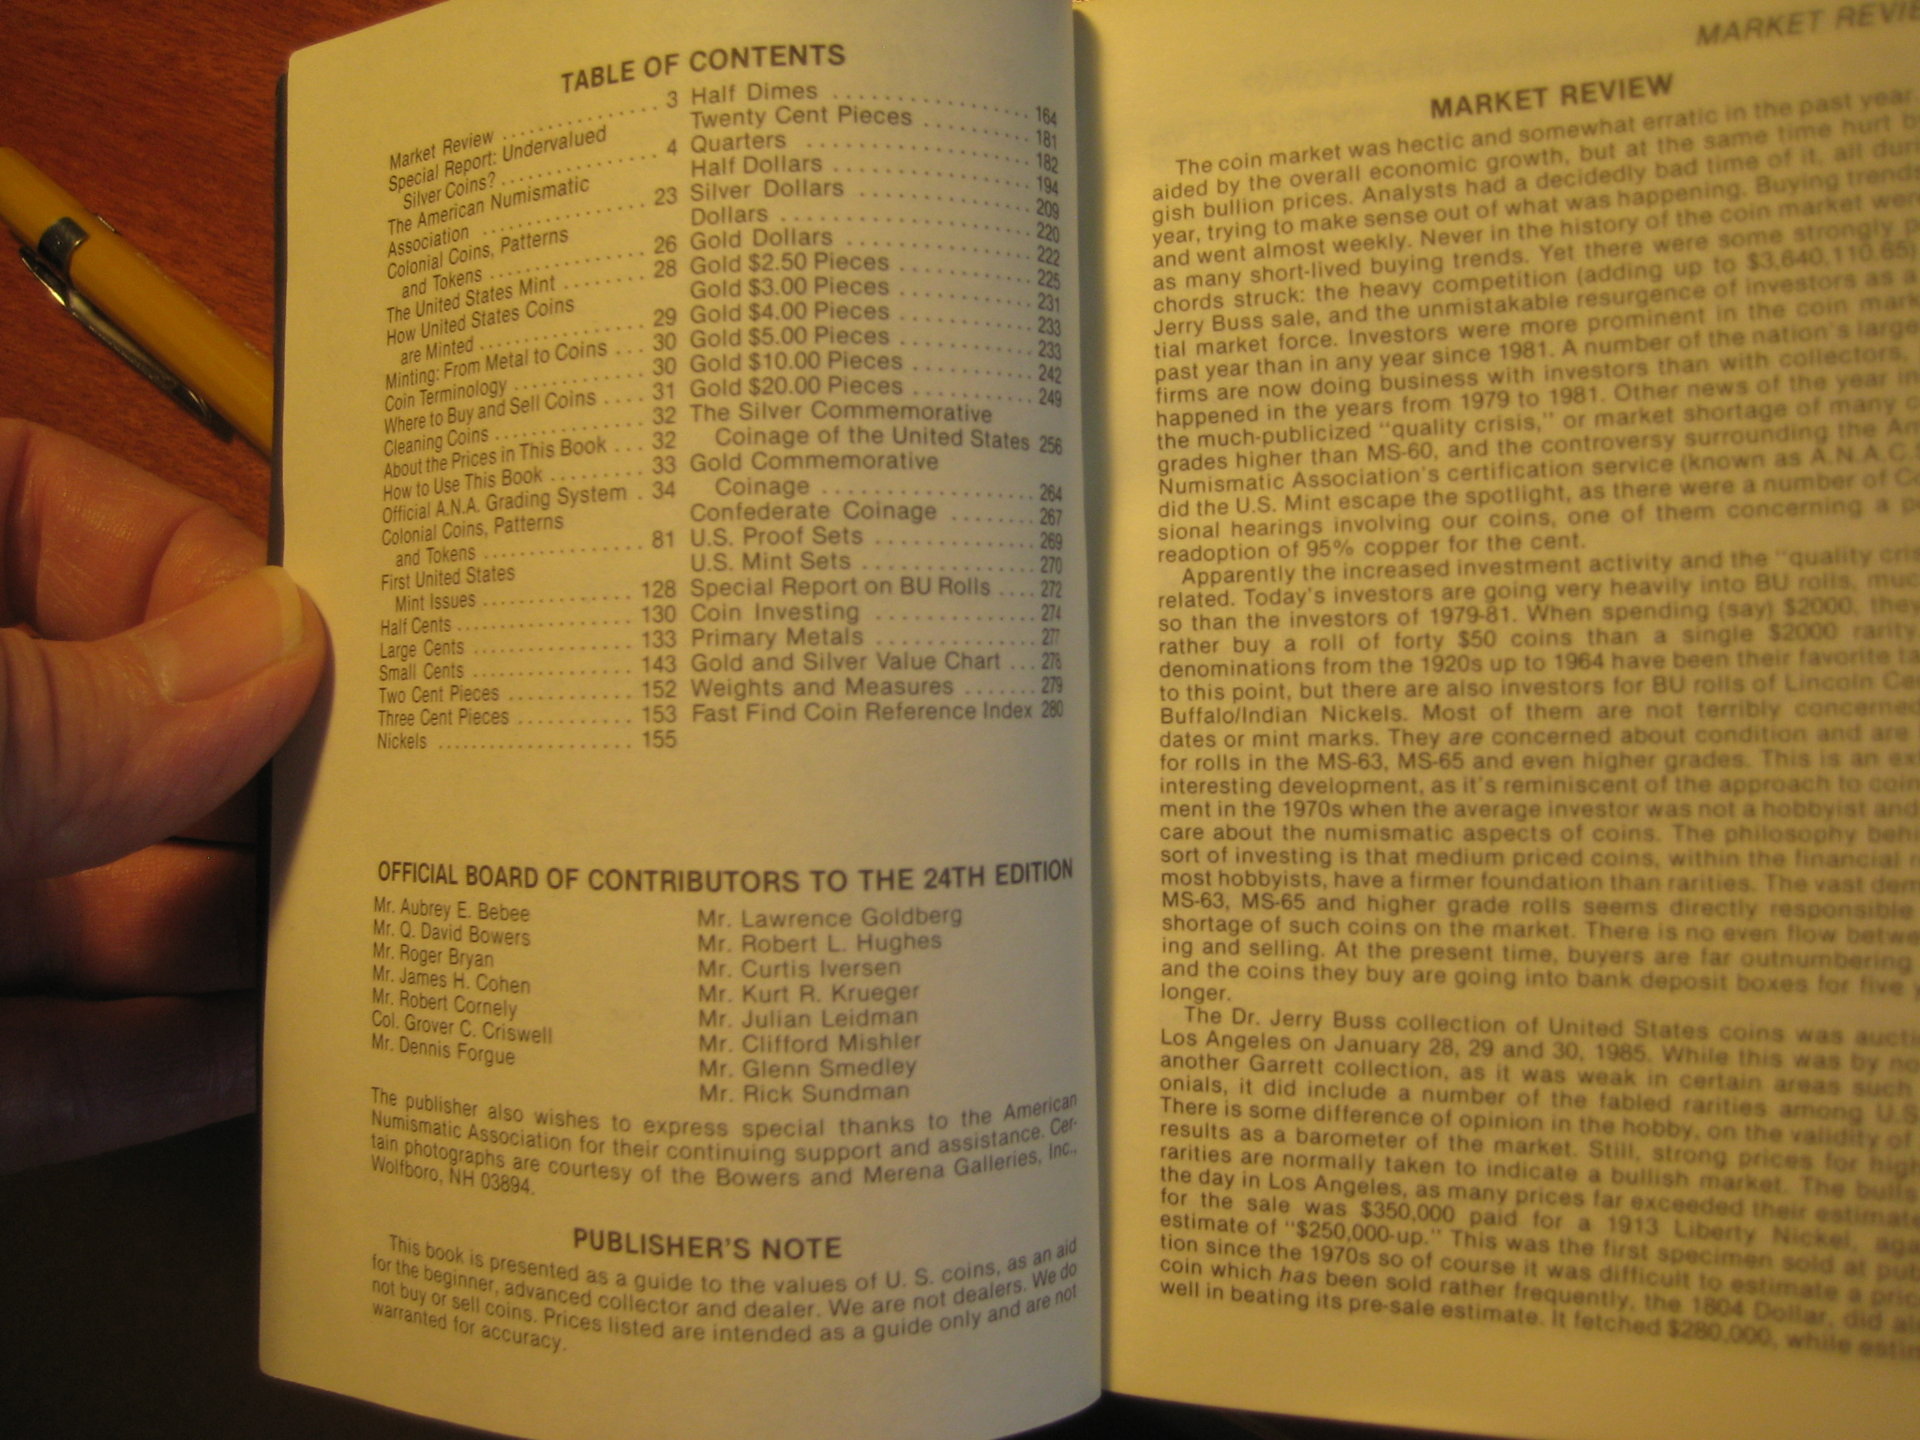 TABLE OF CONTENTS
Market Review .......... 3
Special Report: Undervalued
Silver Coins? .......... 4
The American Numismatic
Association .......... 23
Colonial Coins, Patterns
and Tokens .......... 26
The United States Mint .......... 28
How United States Coins
are Minted .......... 29
Minting: From Metal to Coins ... 30
Coin Terminology .......... 30
Where to Buy and Sell Coins .... 31
Cleaning Coins .......... 32
About the Prices in This Book ... 32
How to Use This Book .......... 33
Official A.N.A. Grading System . 34
Colonial Coins, Patterns
and Tokens .......... 81
First United States
Mint Issues .......... 128
Half Cents .......... 130
Large Cents .......... 133
Small Cents .......... 143
Two Cent Pieces .......... 152
Three Cent Pieces .......... 153
Nickels .......... 155
Half Dimes .......... 164
Twenty Cent Pieces .......... 181
Quarters .......... 182
Half Dollars .......... 194
Silver Dollars .......... 209
Dollars .......... 220
Gold Dollars .......... 222
Gold $2.50 Pieces .......... 225
Gold $3.00 Pieces .......... 231
Gold $4.00 Pieces .......... 233
Gold $5.00 Pieces .......... 233
Gold $10.00 Pieces .......... 242
Gold $20.00 Pieces .......... 249
The Silver Commemorative
Coinage of the United States 256
Gold Commemorative
Coinage .......... 264
Confederate Coinage ........ 267
U.S. Proof Sets .......... 269
U.S. Mint Sets .......... 270
Special Report on BU Rolls .... 272
Coin Investing .......... 274
Primary Metals .......... 277
Gold and Silver Value Chart ... 278
Weights and Measures ....... 279
Fast Find Coin Reference Index 280
OFFICIAL BOARD OF CONTRIBUTORS TO THE 24TH EDITION
Mr. Aubrey E. Bebee
Mr. Q. David Bowers
Mr. Roger Bryan
Mr. James H. Cohen
Mr. Robert Cornely
Col. Grover C. Criswell
Mr. Dennis Forgue
Mr. Lawrence Goldberg
Mr. Robert L. Hughes
Mr. Curtis Iversen
Mr. Kurt R. Krueger
Mr. Julian Leidman
Mr. Clifford Mishler
Mr. Glenn Smedley
Mr. Rick Sundman
The publisher also wishes to express special thanks to the American
Numismatic Association for their continuing support and assistance. Cer-
tain photographs are courtesy of the Bowers and Merena Galleries, Inc.,
Wolfboro, NH 03894.
PUBLISHER'S NOTE
This book is presented as a guide to the values of U. S. coins, as an aid
for the beginner, advanced collector and dealer. We are not dealers. We do
not buy or sell coins. Prices listed are intended as a guide only and are not
warranted for accuracy.
MARKET REVIE
MARKET REVIEW
The coin market was hectic and somewhat erratic in the past year
aided by the overall economic growth, but at the same time hurt
gish bullion prices. Analysts had a decidedly bad time of it, all
year, trying to make sense out of what was happening. Buying trends
and went almost weekly. Never in the history of the coin market
as many short-lived buying trends. Yet there were some strongly
chords struck: the heavy competition (adding up to $3,640,110.65)
Jerry Buss sale, and the unmistakable resurgence of investors as a
tial market force. Investors were more prominent in the coin
past year than in any year since 1981. A number of the nation's
firms are now doing business with investors than with collectors,
happened in the years from 1979 to 1981. Other news of the year
the much-publicized "quality crisis," or market shortage of many
grades higher than MS-60, and the controversy surrounding the
Numismatic Association's certification service (known as
did the U.S. Mint escape the spotlight, as there were a number of
sional hearings involving our coins, one of them concerning a
readoption of 95% copper for the cent.
Apparently the increased investment activity and the "quality
related. Today's investors are going very heavily into BU rolls,
so than the investors of 1979-81. When spending (say) $2000, they
rather buy a roll of forty $50 coins than a single $2000 rarity
denominations from the 1920s up to 1964 have been their favorite
to this point, but there are also investors for BU rolls of Lincoln
Buffalo/Indian Nickels. Most of them are not terribly concerned
dates or mint marks. They are concerned about condition and are
for rolls in the MS-63, MS-65 and even higher grades. This is an
interesting development, as it's reminiscent of the approach to coin
ment in the 1970s when the average investor was not a hobbyist and
care about the numismatic aspects of coins. The philosophy
sort of investing is that medium priced coins, within the financial
most hobbyists, have a firmer foundation than rarities. The vast
MS-63, MS-65 and higher grade rolls seems directly responsible
shortage of such coins on the market. There is no even flow
ing and selling. At the present time, buyers are far outnumbering
and the coins they buy are going into bank deposit boxes for five
longer.
The Dr. Jerry Buss collection of United States coins was
Los Angeles on January 28, 29 and 30, 1985. While this was by no
another Garrett collection, as it was weak in certain areas such
onials, it did include a number of the fabled rarities among
There is some difference of opinion in the hobby, on the validity of
results as a barometer of the market. Still, strong prices for
rarities are normally taken to indicate a bullish market. The
the day in Los Angeles, as many prices far exceeded their
for the sale was $350,000 paid for a 1913 Liberty Nickel,
estimate of "$250,000-up." This was the first specimen sold at
tion since the 1970s so of course it was difficult to estimate a
coin which has been sold rather frequently, the 1804 Dollar, did
well in beating its pre-sale estimate. It fetched $280,000, while